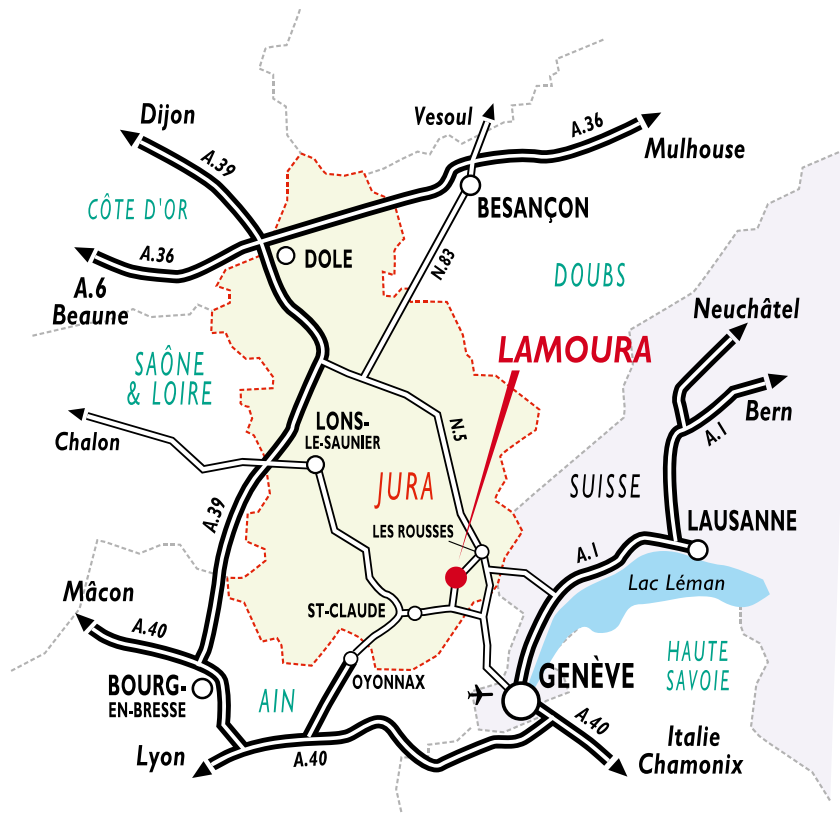 Dijon
Vesoul
A.36
Mulhouse
A.39
BESANÇON
CÔTE D'OR
A.36
DOLE
N.83
DOUBS
A.6
Beaune
Neuchâtel
LAMOURA
SAÔNE
& LOIRE
Bern
A.1
Chalon
LONS-
LE-SAUNIER
N.5
JURA
SUISSE
A.39
LES ROUSSES
LAUSANNE
A.1
Lac Léman
Mâcon
A.40
ST-CLAUDE
HAUTE
SAVOIE
BOURG-
EN-BRESSE
AIN
OYONNAX
GENÈVE
A.40
Lyon
A.40
Italie
Chamonix